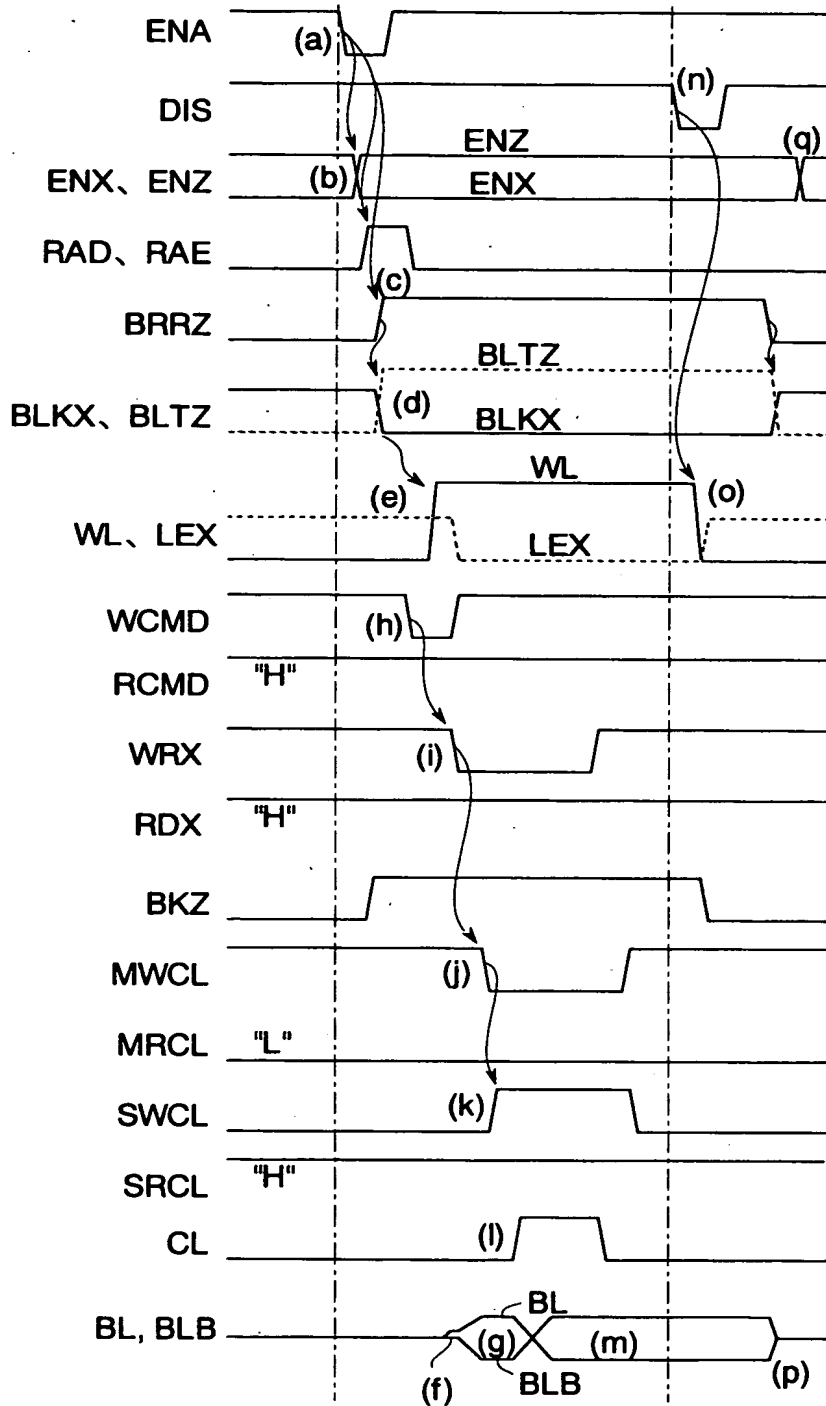 ENA (a)
DIS (n)
ENX、ENZ (b) ENZ ENX (q)
RAD、RAE
BRRZ (c)
BLKX、BLTZ (d) BLTZ BLKX
WL、LEX (e) WL LEX (o)
WCMD (h)
RCMD "H"
WRX (i)
RDX "H"
BKZ
MWCL (j)
MRCL "L"
SWCL (k)
SRCL "H"
CL (l)
BL, BLB (f) (g) BL BLB (m) (p)